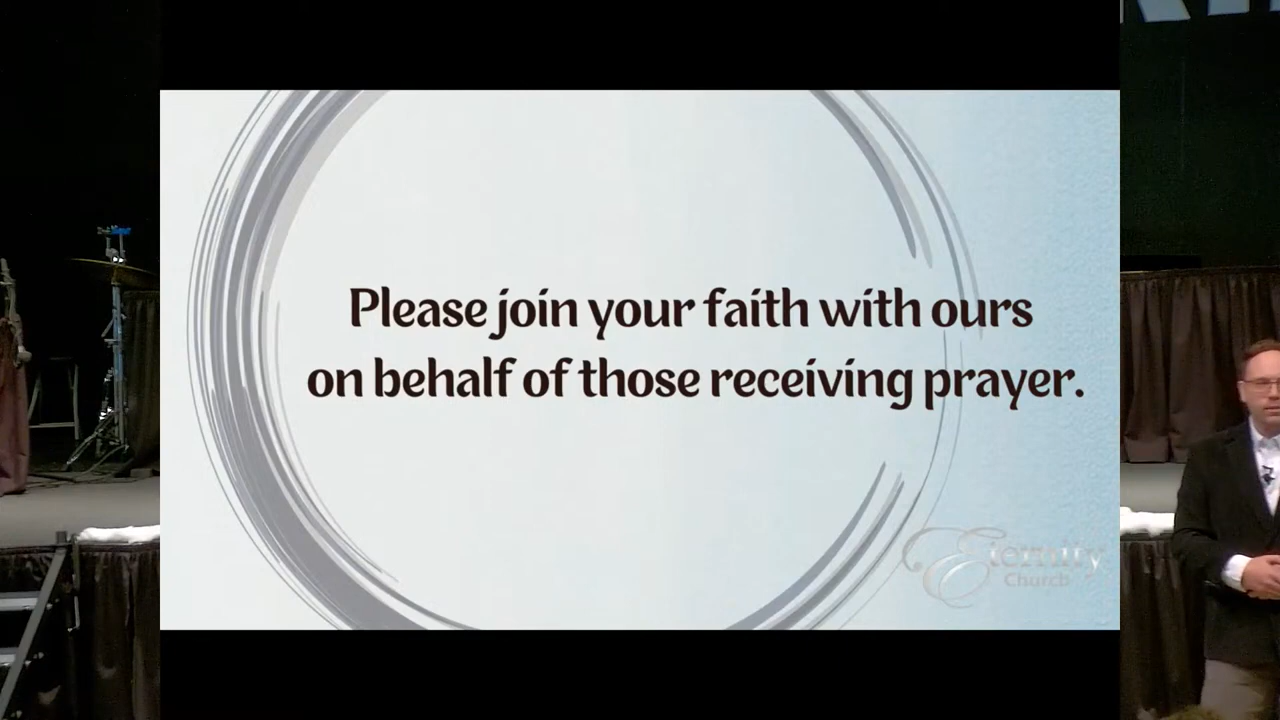 Please join your faith with ours
on behalf of those receiving prayer.
Eternity
Church